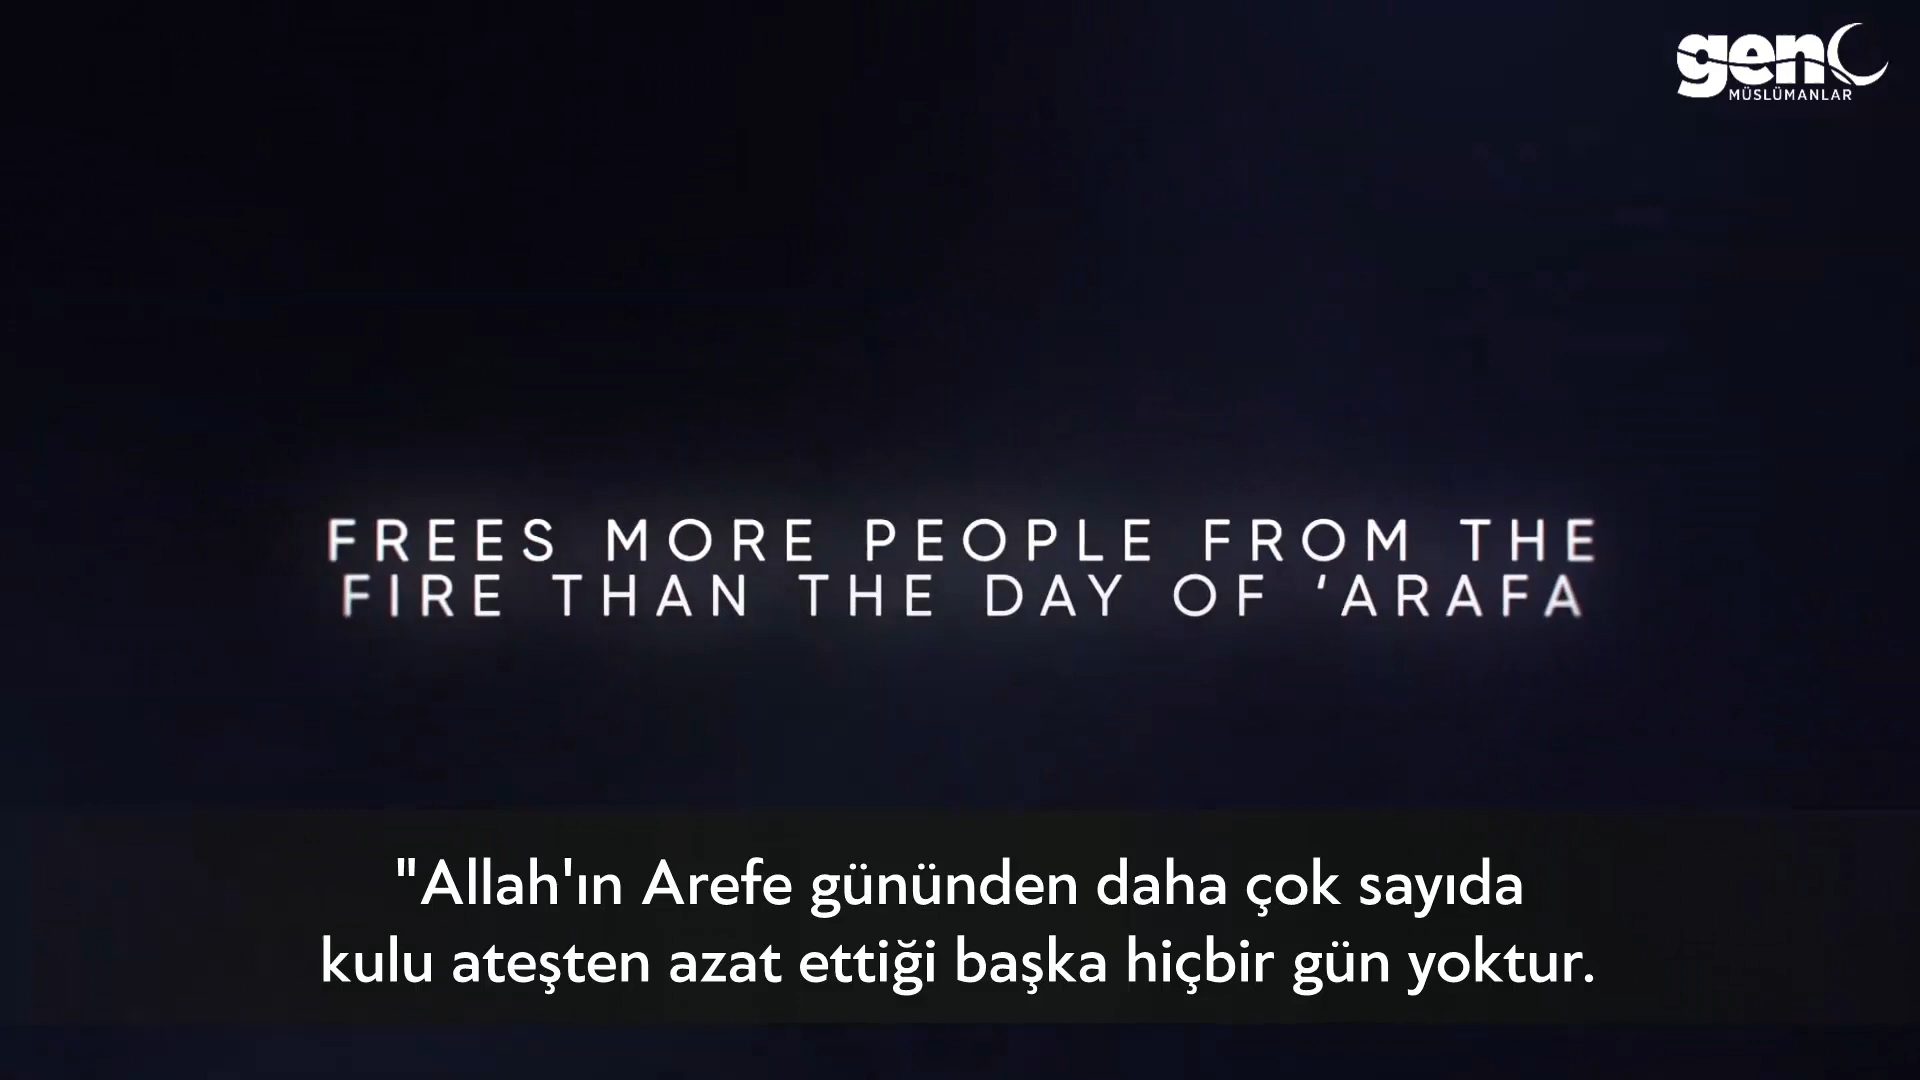 genç
MÜSLÜMANLAR
FREES MORE PEOPLE FROM THE
FIRE THAN THE DAY OF ‘ARAFA
"Allah'ın Arefe gününden daha çok sayıda
kulu ateşten azat ettiği başka hiçbir gün yoktur.